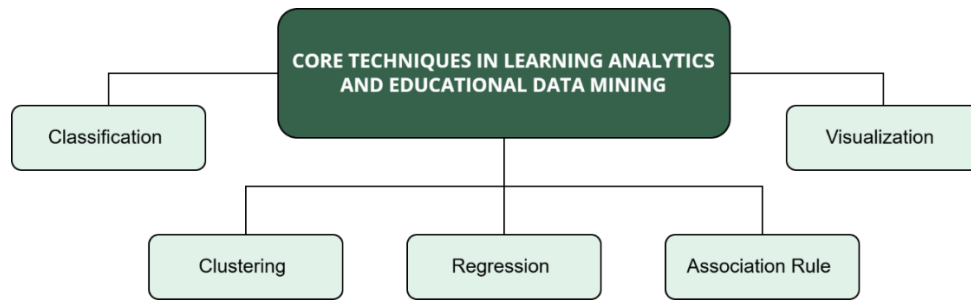 CORE TECHNIQUES IN LEARNING ANALYTICS
AND EDUCATIONAL DATA MINING
Classification
Visualization
Clustering
Regression
Association Rule